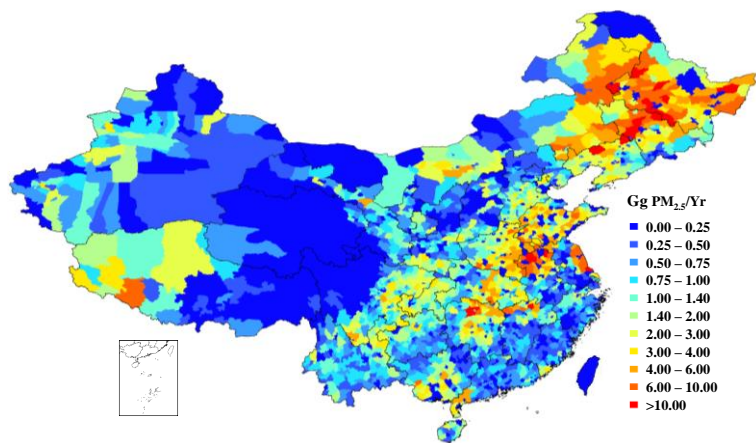 Gg PM2.5/Yr
0.00 – 0.25
0.25 – 0.50
0.50 – 0.75
0.75 – 1.00
1.00 – 1.40
1.40 – 2.00
2.00 – 3.00
3.00 – 4.00
4.00 – 6.00
6.00 – 10.00
>10.00